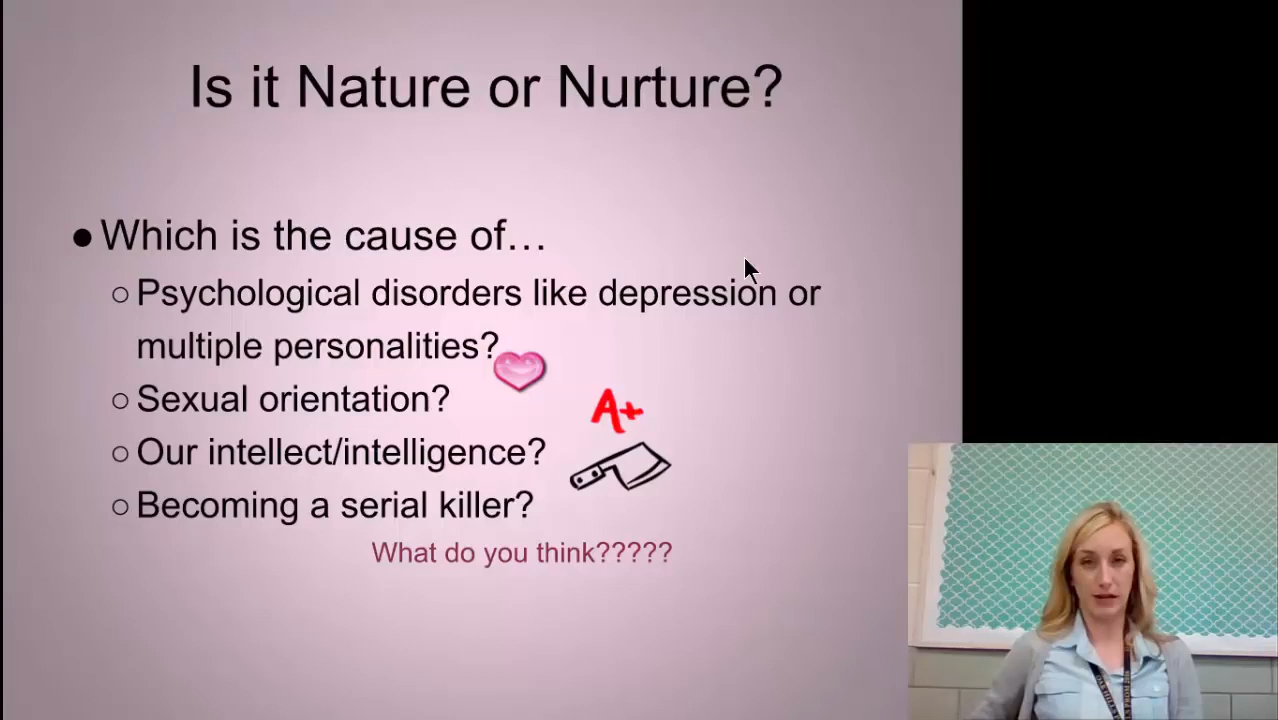 Is it Nature or Nurture?
● Which is the cause of…
○ Psychological disorders like depression or
multiple personalities?
○ Sexual orientation?
A+
○ Our intellect/intelligence?
○ Becoming a serial killer?
What do you think?????